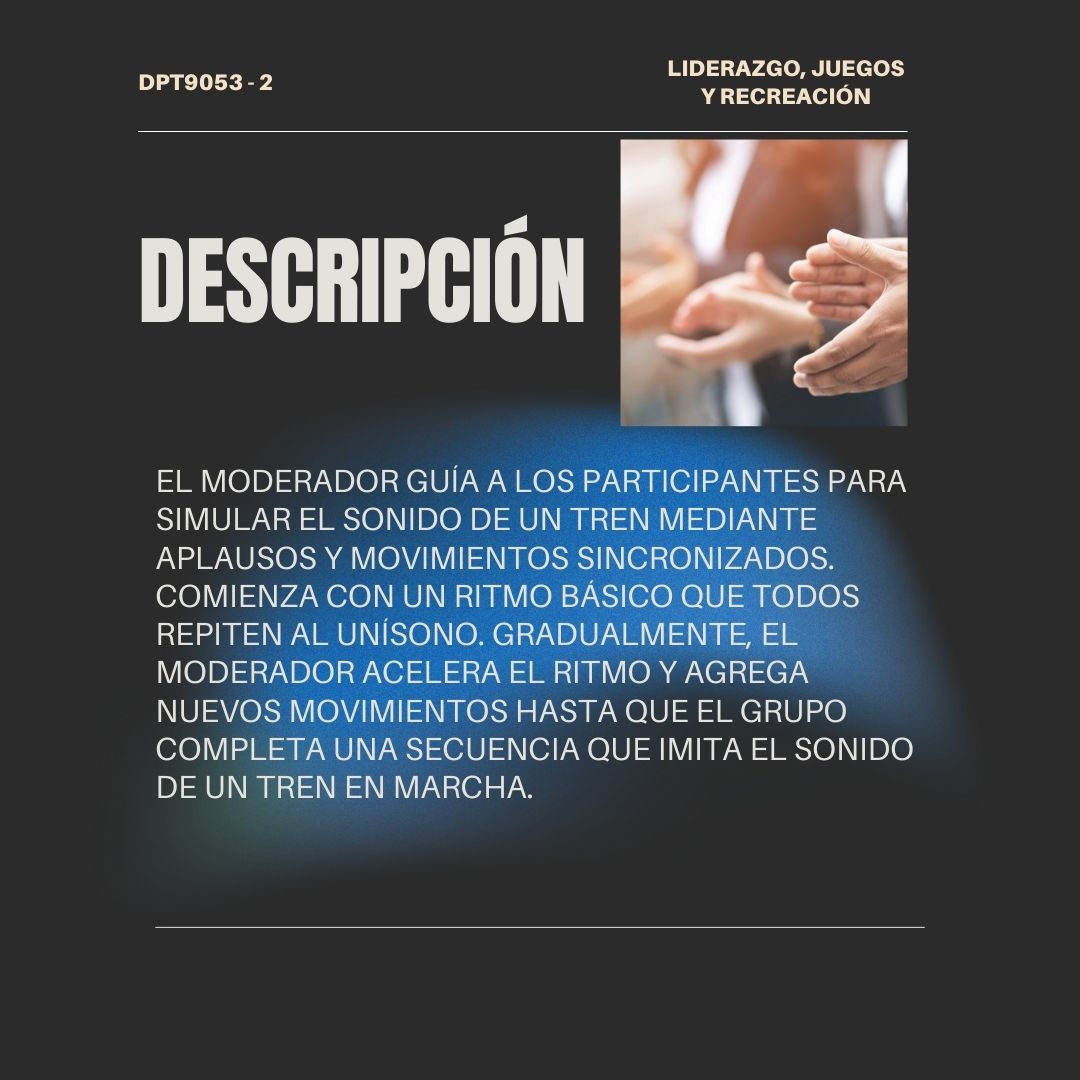 DPT9053 - 2
LIDERAZGO, JUEGOS
Y RECREACIÓN
DESCRIPCIÓN
EL MODERADOR GUÍA A LOS PARTICIPANTES PARA
SIMULAR EL SONIDO DE UN TREN MEDIANTE
APLAUSOS Y MOVIMIENTOS SINCRONIZADOS.
COMIENZA CON UN RITMO BÁSICO QUE TODOS
REPITEN AL UNÍSONO. GRADUALMENTE, EL
MODERADOR ACELERA EL RITMO Y AGREGA
NUEVOS MOVIMIENTOS HASTA QUE EL GRUPO
COMPLETA UNA SECUENCIA QUE IMITA EL SONIDO
DE UN TREN EN MARCHA.